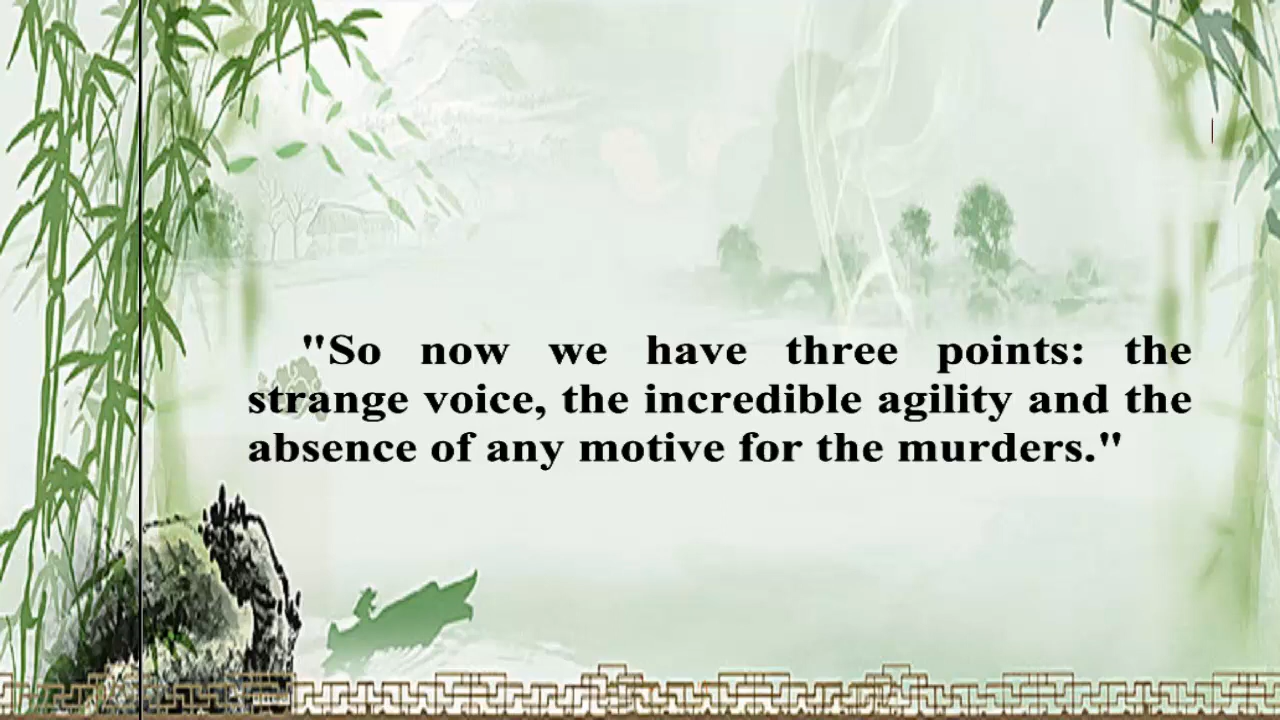 "So now we have three points: the
strange voice, the incredible agility and the
absence of any motive for the murders."